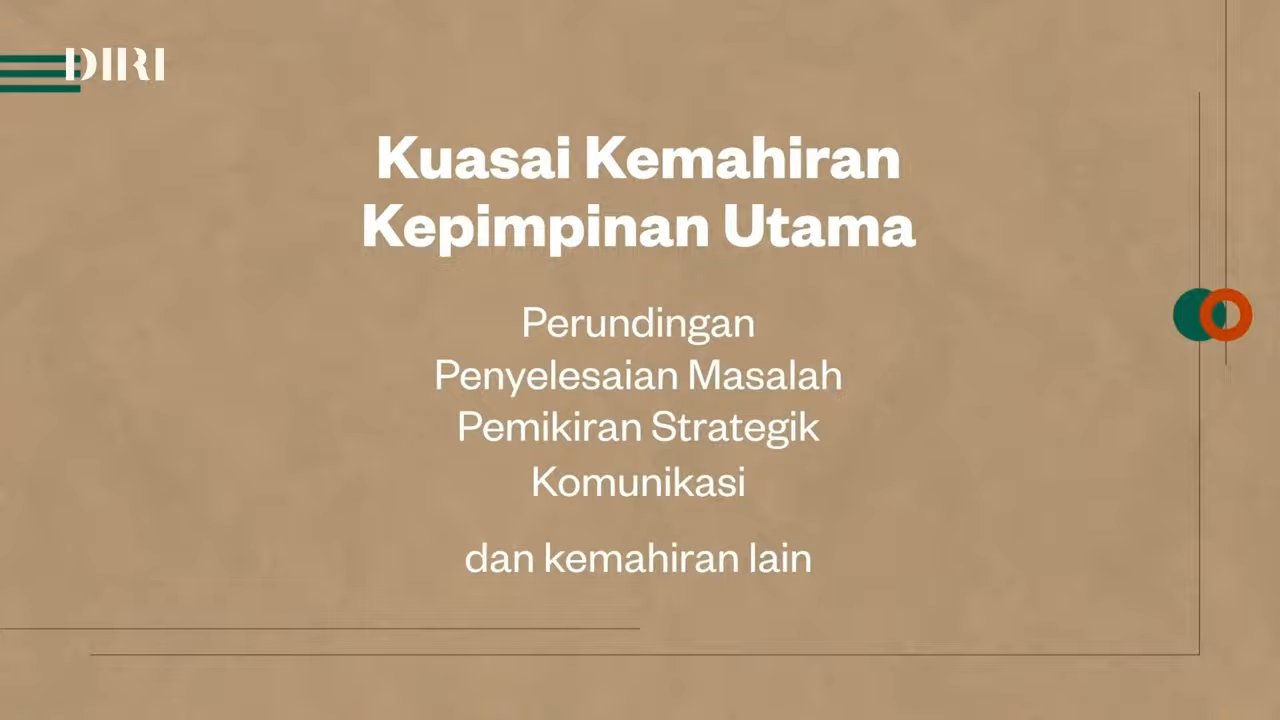 DIRI
Kuasai Kemahiran
Kepimpinan Utama
Perundingan
Penyelesaian Masalah
Pemikiran Strategik
Komunikasi
dan kemahiran lain